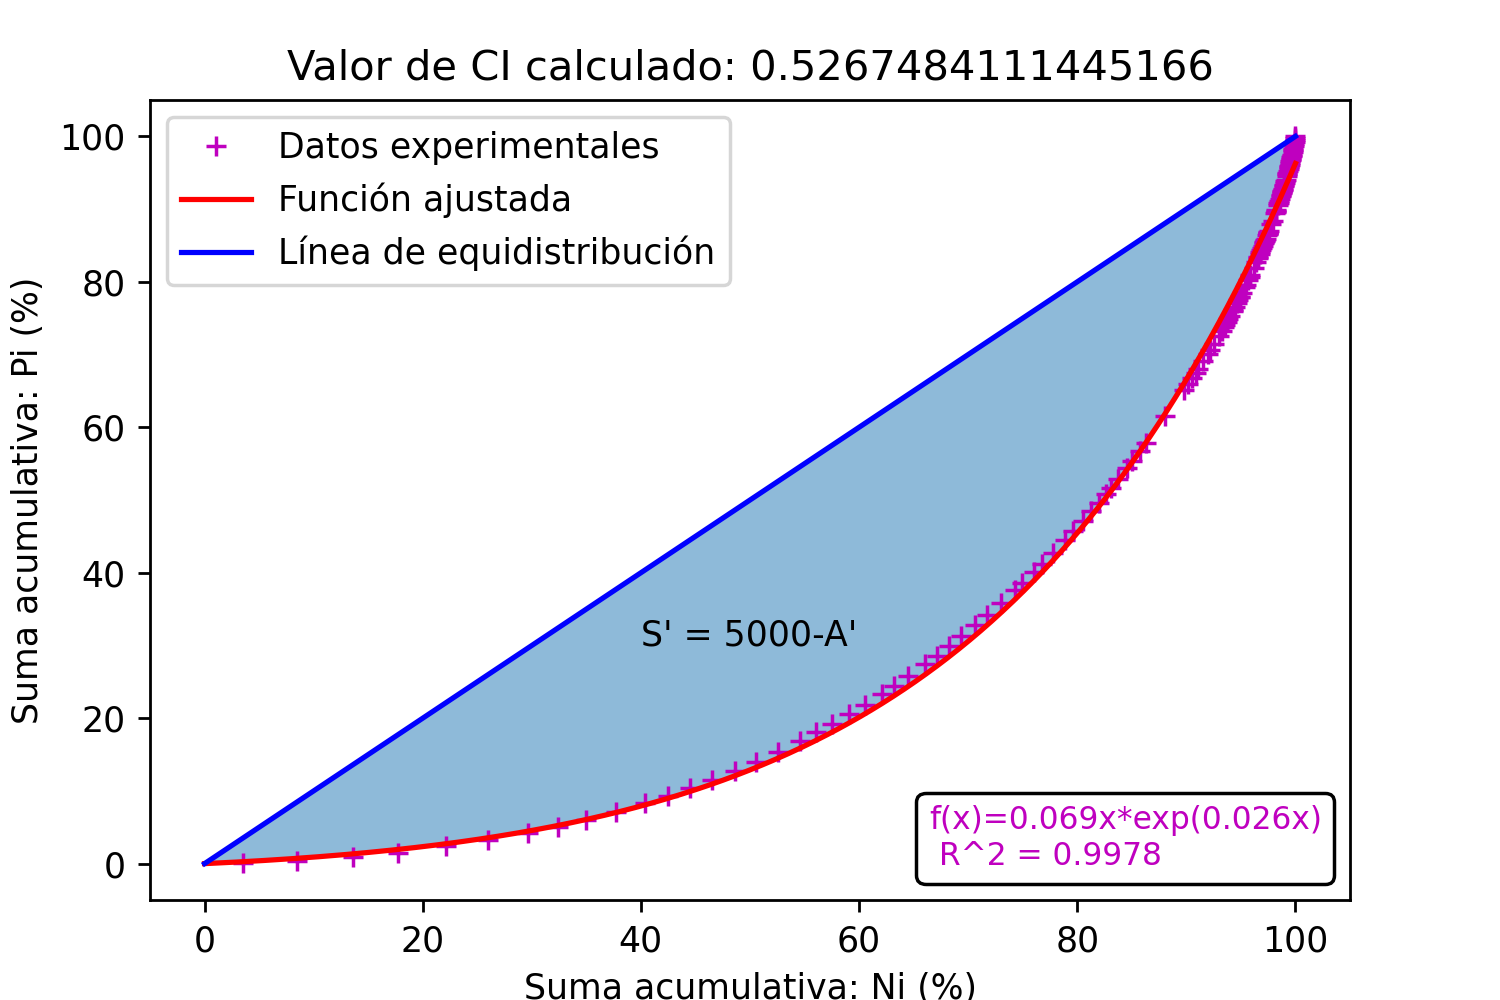 Valor de CI calculado: 0.5267484111445166
Datos experimentales
Función ajustada
Línea de equidistribución
Suma acumulativa: Pi (%)
100
80
60
40
20
0
S' = 5000-A'
f(x)=0.069x*exp(0.026x)
R^2 = 0.9978
0 20 40 60 80 100
Suma acumulativa: Ni (%)